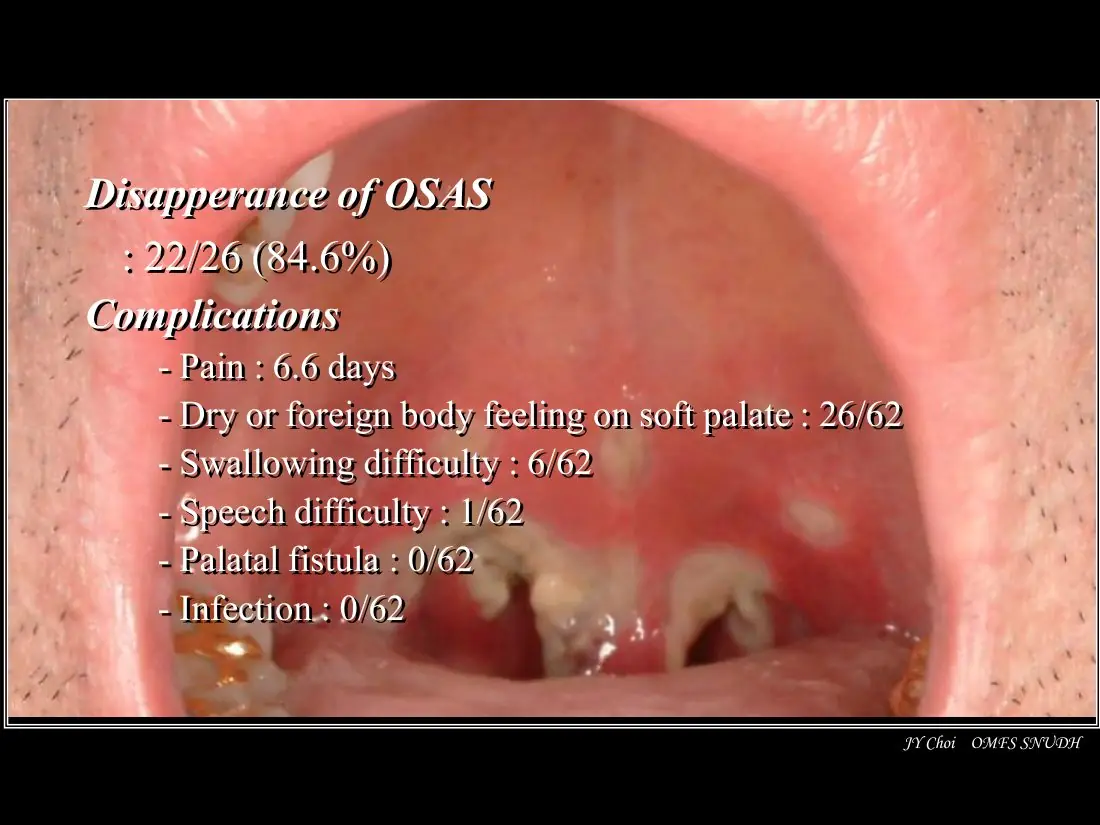 Disapperance of OSAS
: 22/26 (84.6%)
Complications
- Pain : 6.6 days
- Dry or foreign body feeling on soft palate : 26/62
- Swallowing difficulty : 6/62
- Speech difficulty : 1/62
- Palatal fistula : 0/62
- Infection : 0/62
JY Choi OMFS SNUDH